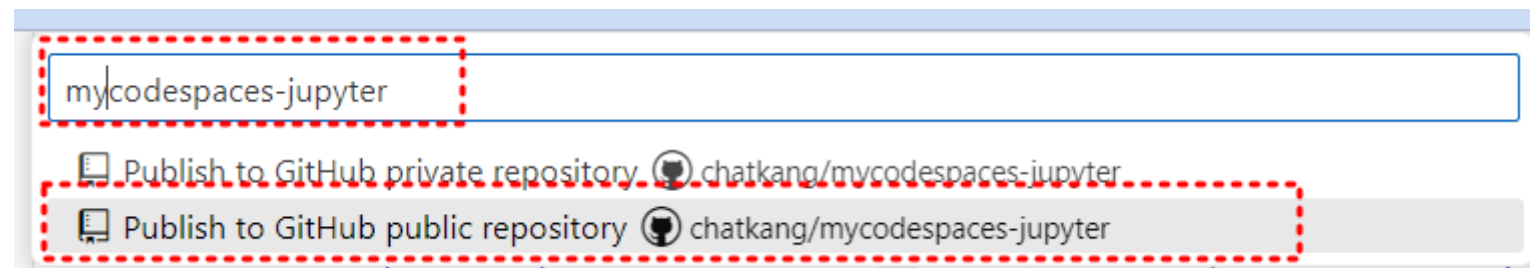 mycodespaces-jupyter
Publish to GitHub private repository chatkang/mycodespaces-jupyter
Publish to GitHub public repository chatkang/mycodespaces-jupyter